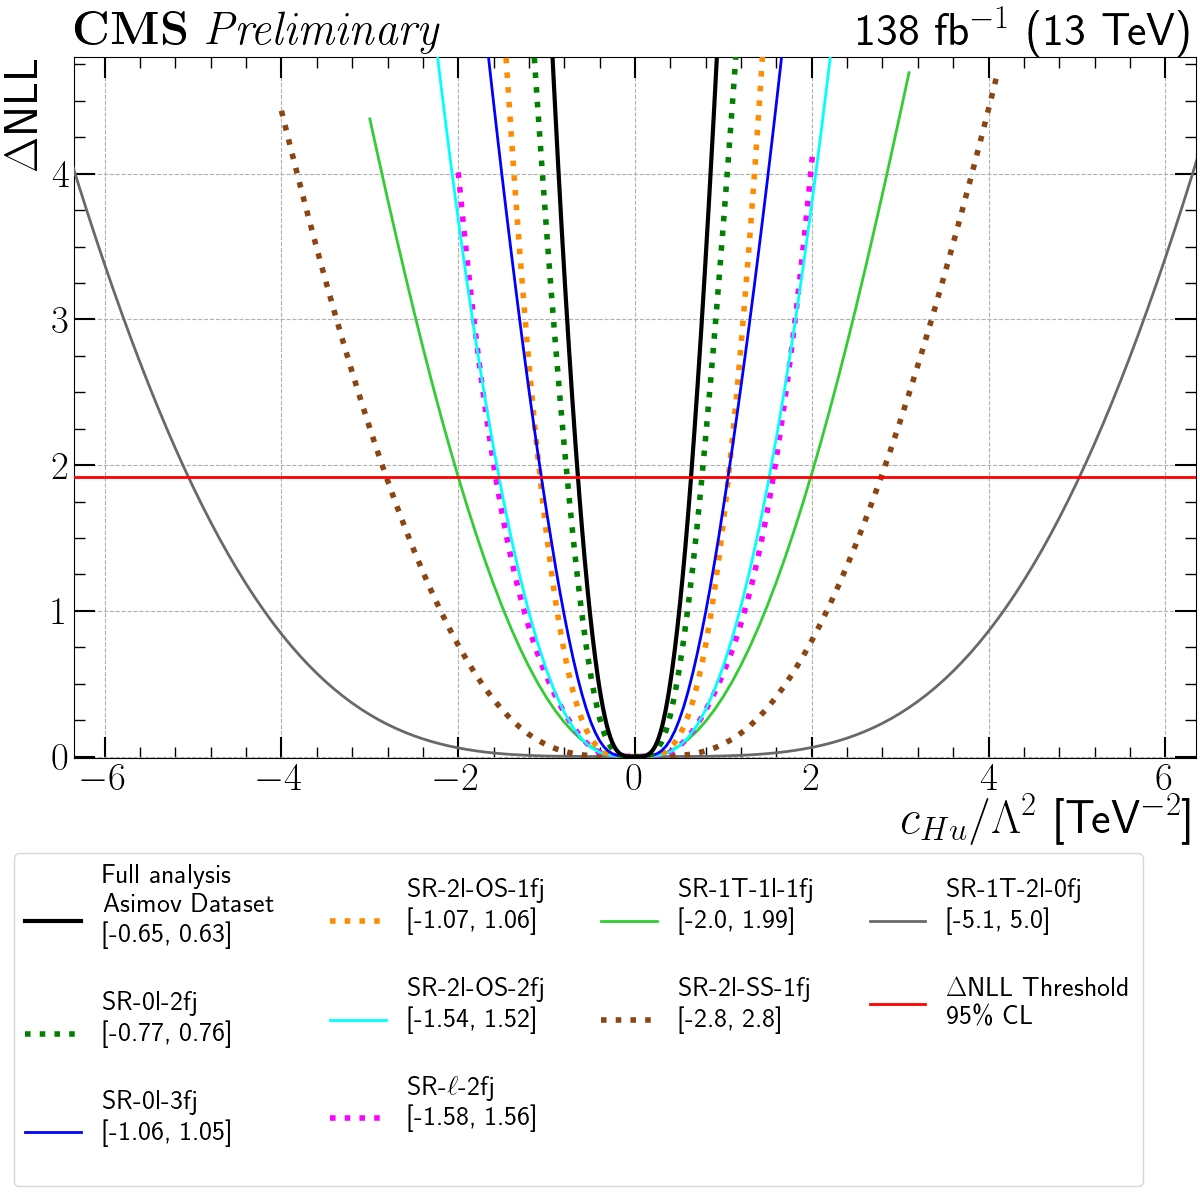 CMS Preliminary 138 fb⁻¹ (13 TeV)
ΔNLL
4
3
2
1
0
−6 −4 −2 0 2 4 6
c_{Hu}/Λ² [TeV⁻²]
Full analysis
Asimov Dataset
[-0.65, 0.63]
SR-0l-2fj
[-0.77, 0.76]
SR-0l-3fj
[-1.06, 1.05]
SR-2l-OS-1fj
[-1.07, 1.06]
SR-2l-OS-2fj
[-1.54, 1.52]
SR-ℓ-2fj
[-1.58, 1.56]
SR-1T-1l-1fj
[-2.0, 1.99]
SR-2l-SS-1fj
[-2.8, 2.8]
SR-1T-2l-0fj
[-5.1, 5.0]
ΔNLL Threshold
95% CL